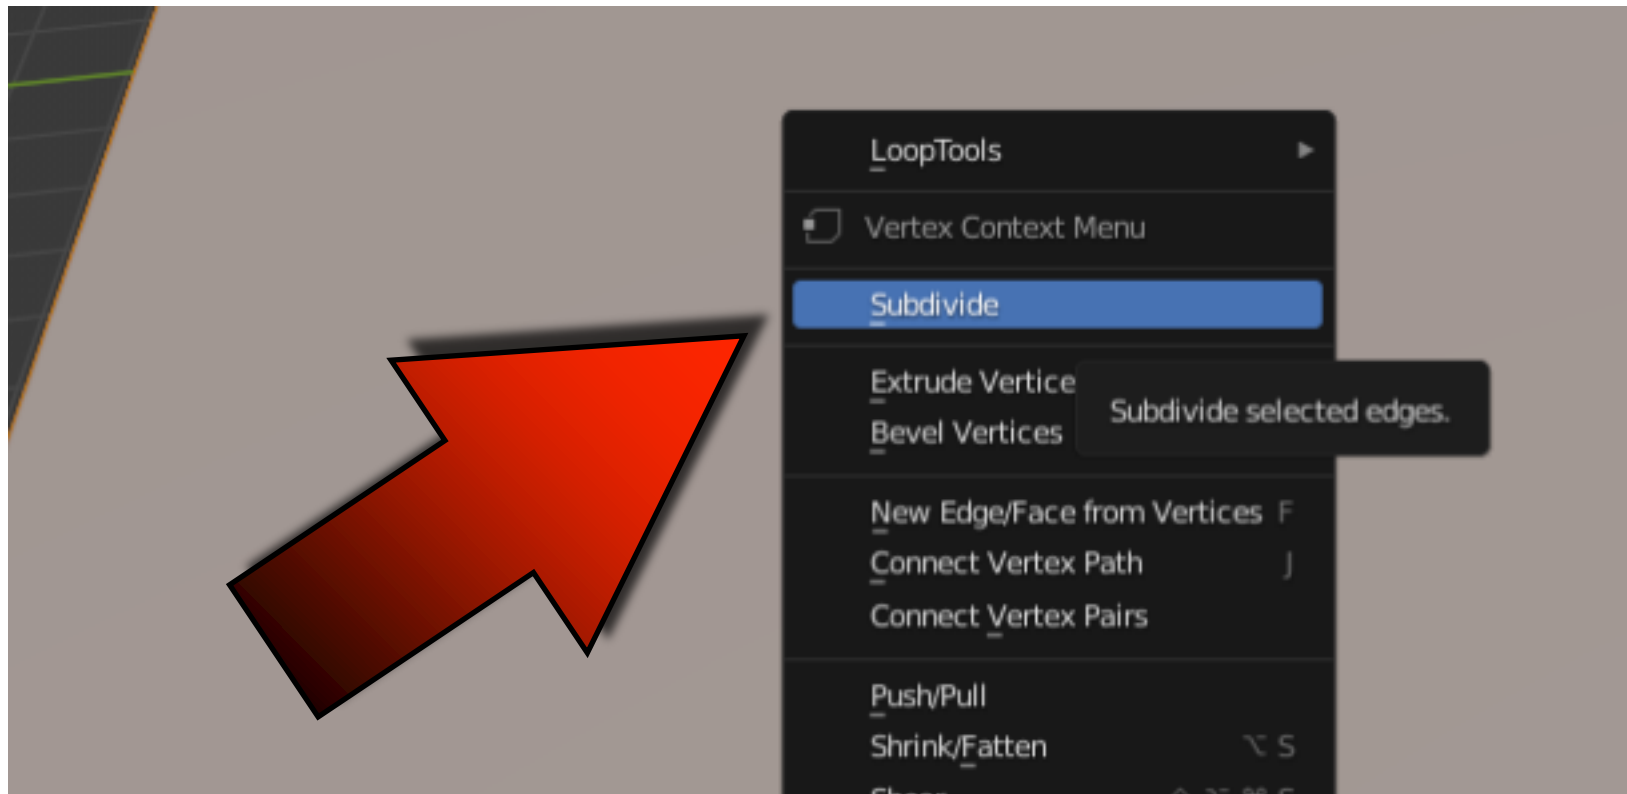 LoopTools
Vertex Context Menu
Subdivide
Extrude
Subdivide selected edges.
Bevel Vertices
New Edge/Face from Vertices F
Connect Vertex Path J
Connect Vertex Pairs
Push/Pull
Shrink/Fatten ⌥ S